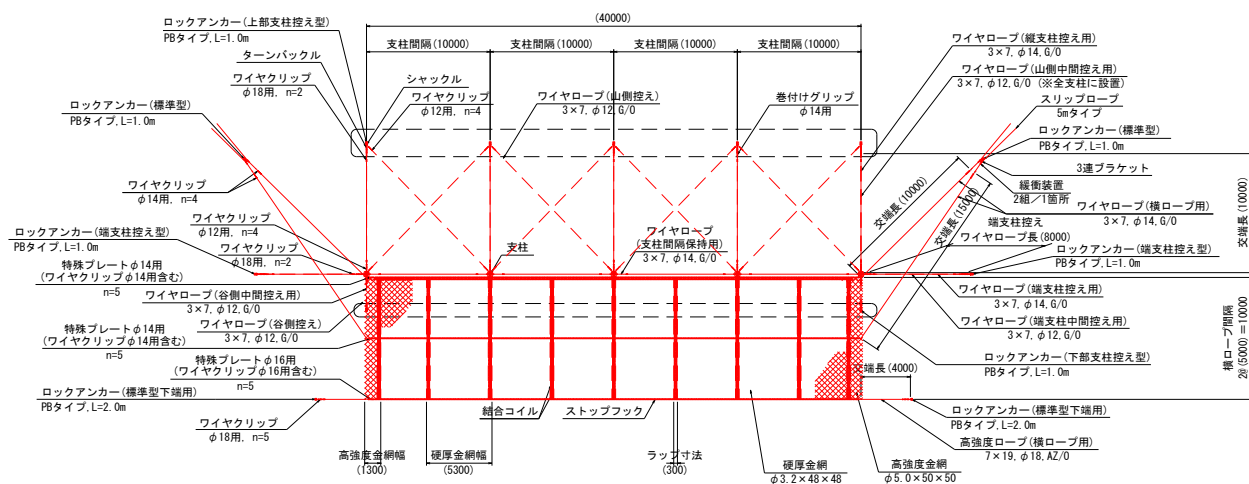 (40000)
支柱間隔(10000)
支柱間隔(10000)
支柱間隔(10000)
支柱間隔(10000)
ロックアンカー(上部支柱控え型)
PBタイプ, L=1.0m
ターンバックル
ワイヤクリップ
φ18用, n=2
ロックアンカー(標準型)
PBタイプ, L=1.0m
ワイヤクリップ
φ14用, n=4
ワイヤクリップ
φ12用, n=4
ロックアンカー(端支柱控え型)
PBタイプ, L=1.0m
ワイヤクリップ
φ18用, n=2
特殊プレートφ14用
(ワイヤクリップφ14用含む)
n=5
ワイヤロープ(谷側中間控え用)
3×7, φ12, G/O
ワイヤロープ(谷側控え)
3×7, φ12, G/O
特殊プレートφ14用
(ワイヤクリップφ14用含む)
n=5
特殊プレートφ16用
(ワイヤクリップφ16用含む)
n=5
ロックアンカー(標準型下端用)
PBタイプ, L=2.0m
ワイヤクリップ
φ18用, n=5
シャックル
ワイヤクリップ
φ12用, n=4
ワイヤロープ(山側控え)
3×7, φ12, G/O
巻付けグリップ
φ14用
支柱
ワイヤロープ
(支柱間隔保持用)
3×7, φ14, G/O
ワイヤロープ(縦支柱控え用)
3×7, φ14, G/O
ワイヤロープ(山側中間控え用)
3×7, φ12, G/O (※全支柱に設置)
スリップロープ
5mタイプ
ロックアンカー(標準型)
PBタイプ, L=1.0m
3連ブラケット
緩衝装置
2組/1箇所
ワイヤロープ(横ロープ用)
3×7, φ14, G/O
交端長(10000)
交端長(15000)
端支柱控え
ワイヤロープ長(8000)
ロックアンカー(端支柱控え型)
PBタイプ, L=1.0m
ワイヤロープ(端支柱控え用)
3×7, φ14, G/O
ワイヤロープ(端支柱中間控え用)
3×7, φ12, G/O
ロックアンカー(下部支柱控え型)
PBタイプ, L=1.0m
交端長(4000)
ロックアンカー(標準型下端用)
PBタイプ, L=2.0m
高強度ロープ(横ロープ用)
7×19, φ18, AZ/O
交端長(10000)
横ロープ間隔
2@(5000)=10000
結合コイル
ストップフック
高強度金網幅
(1300)
硬厚金網幅
(5300)
ラップ寸法
(300)
硬厚金網
φ3.2×48×48
高強度金網
φ5.0×50×50